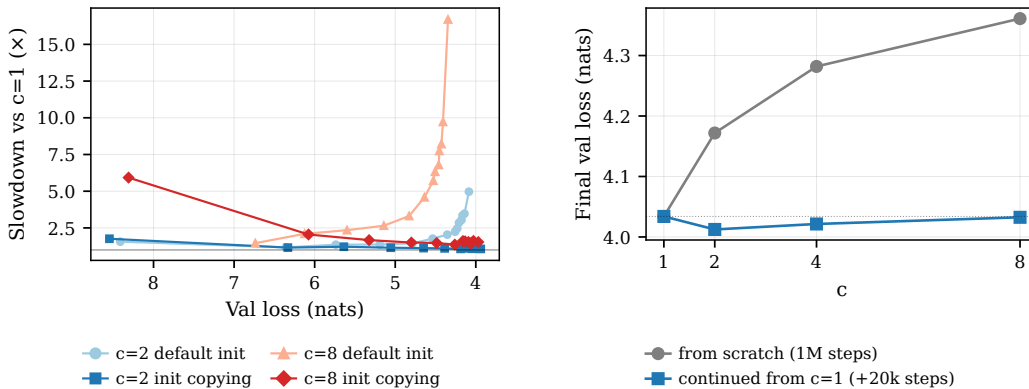 Slowdown vs c=1 (×)
15.0
12.5
10.0
7.5
5.0
2.5
8
7
6
5
4
Val loss (nats)
c=2 default init
c=2 init copying
c=8 default init
c=8 init copying
Final val loss (nats)
4.3
4.2
4.1
4.0
1
2
4
8
c
from scratch (1M steps)
continued from c=1 (+20k steps)